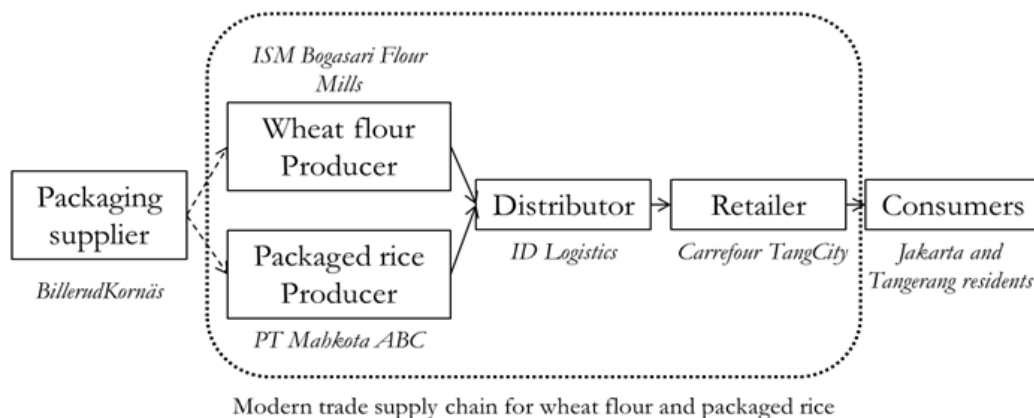 ISM Bogasari Flour
Mills
Wheat flour
Producer
Packaging
supplier
BillerudKornäs
Packaged rice
Producer
PT Mahkota ABC
Distributor
ID Logistics
Retailer
Carrefour TangCity
Consumers
Jakarta and
Tangerang residents
Modern trade supply chain for wheat flour and packaged rice